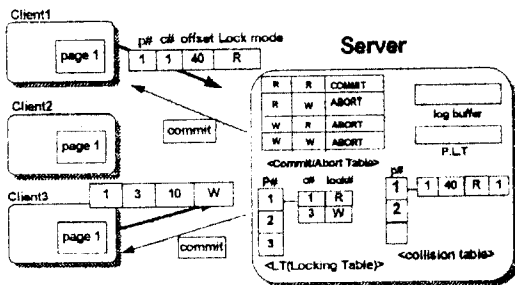 Client1
page 1
p# c# offset Lock mode
1 1 40 R
commit
Client2
page 1
1 3 10 W
Client3
page 1
commit
Server
R R COMMIT
R W ABORT
W R ABORT
W W ABORT
<Commit/Abort Table>
log buffer
P.L.T
P#
1
2
3
c# lock#
1 R
3 W
<LT(Locking Table)>
p#
1
2
1 40 R 1
<collision table>